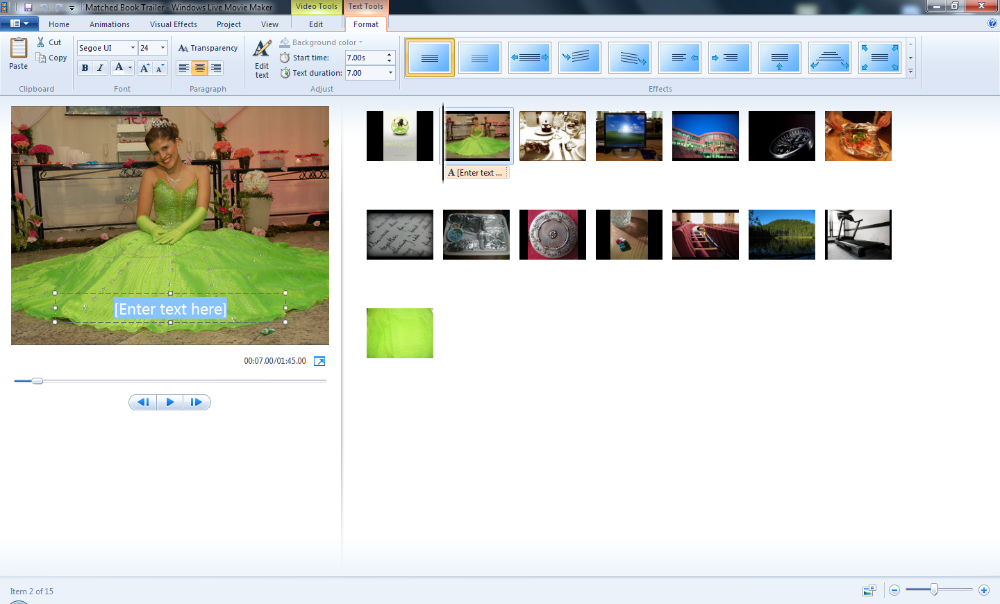 Matched Book Trailer - Windows Live Movie Maker
Video Tools
Text Tools
Home
Animations
Visual Effects
Project
View
Edit
Format
Paste
Cut
Copy
Clipboard
Segoe UI
24
B I A A A
Font
Transparency
Paragraph
Edit text
Background color
Start time: 7.00s
Text duration: 7.00
Adjust
Effects
[Enter text here]
00:07.00/01:45.00
MATCHED
A [Enter text ...
Item 2 of 15